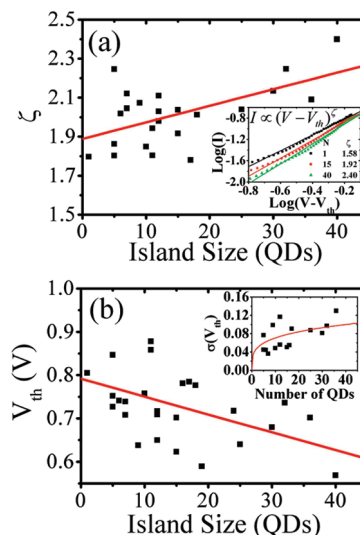 (a)
2.5
2.3
2.1
1.9
1.7
1.5
ζ
I ∝ (V – Vth)ζ
N ζ
1 1.58
15 1.92
40 2.40
Log(I)
-0.8
-1.2
-1.6
-2.0
-0.8 -0.6 -0.4 -0.2
Log(V-Vth)
0 10 20 30 40
Island Size (QDs)
(b)
1.0
0.9
0.8
0.7
0.6
Vth (V)
σ(Vth)
0.16
0.12
0.08
0.04
0.00
0 10 20 30 40
Number of QDs
0 10 20 30 40
Island Size (QDs)